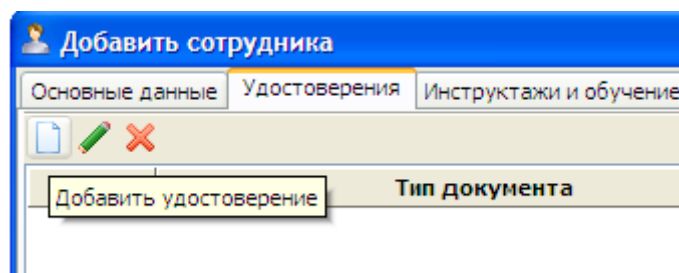 Добавить сотрудника
Основные данные Удостоверения Инструктажи и обучение
Тип документа
Добавить удостоверение